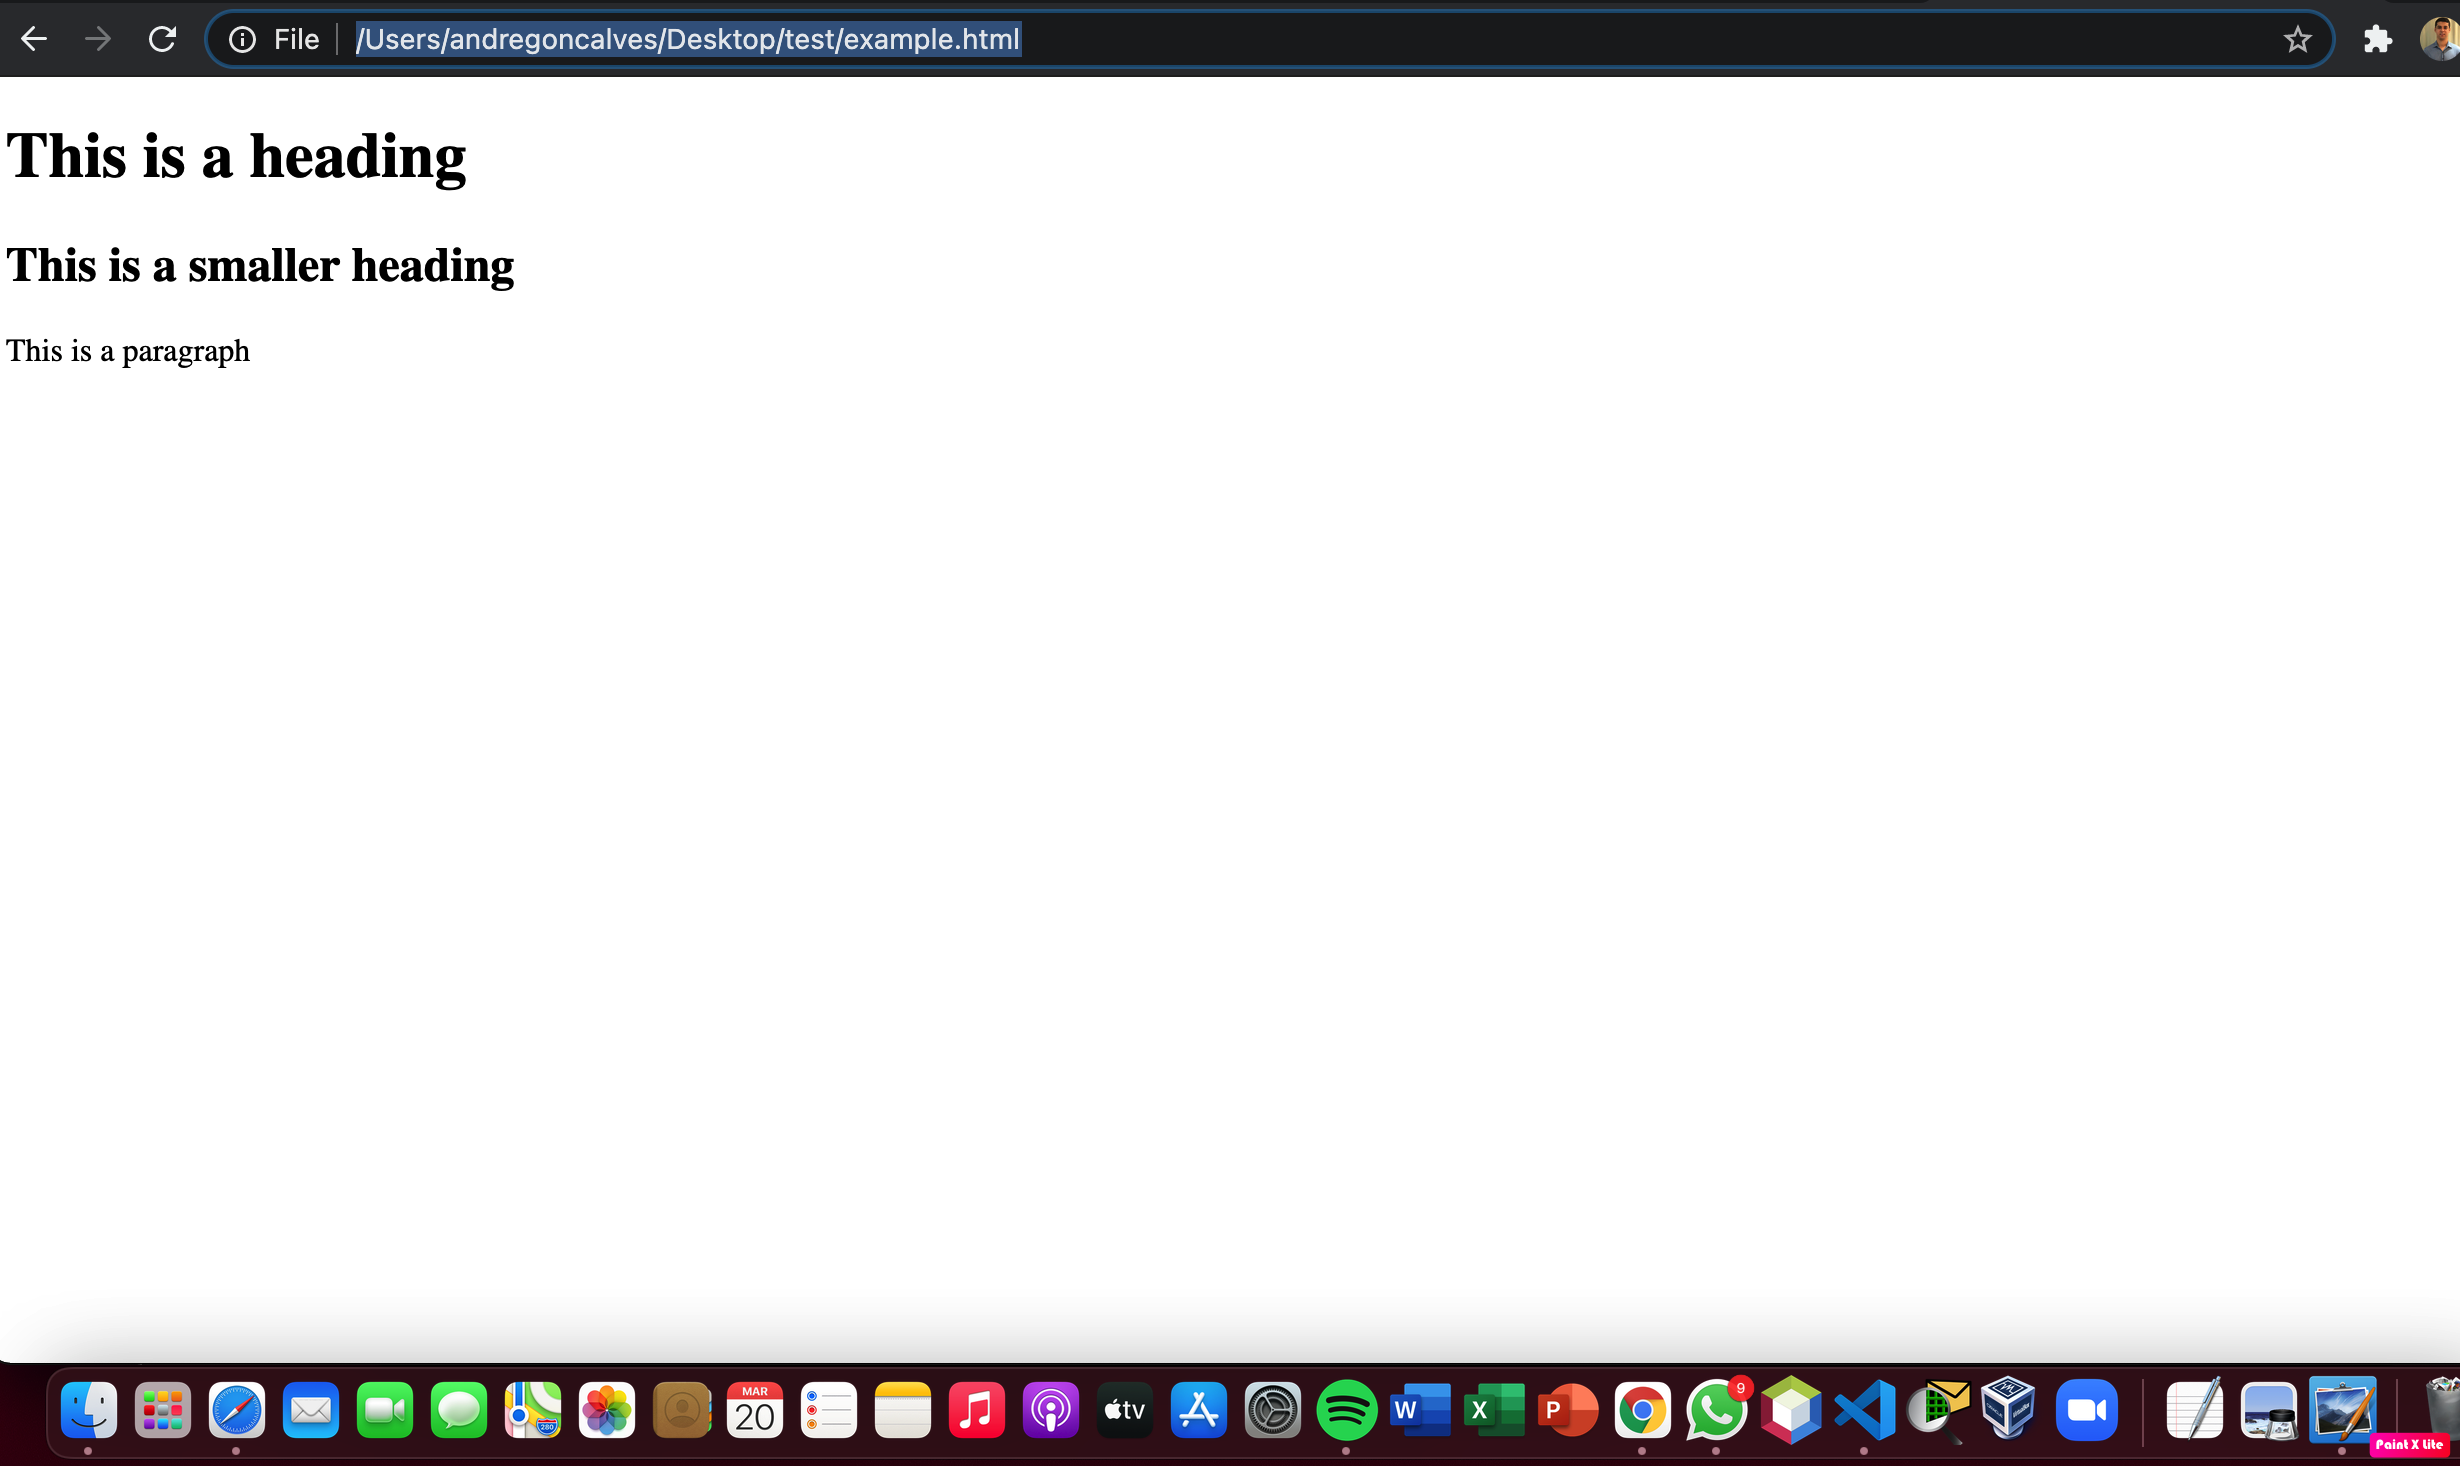 File /Users/andregoncalves/Desktop/test/example.html
This is a heading
This is a smaller heading
This is a paragraph
280
MAR
20
tv
W
X
P
9
Paint X Lite